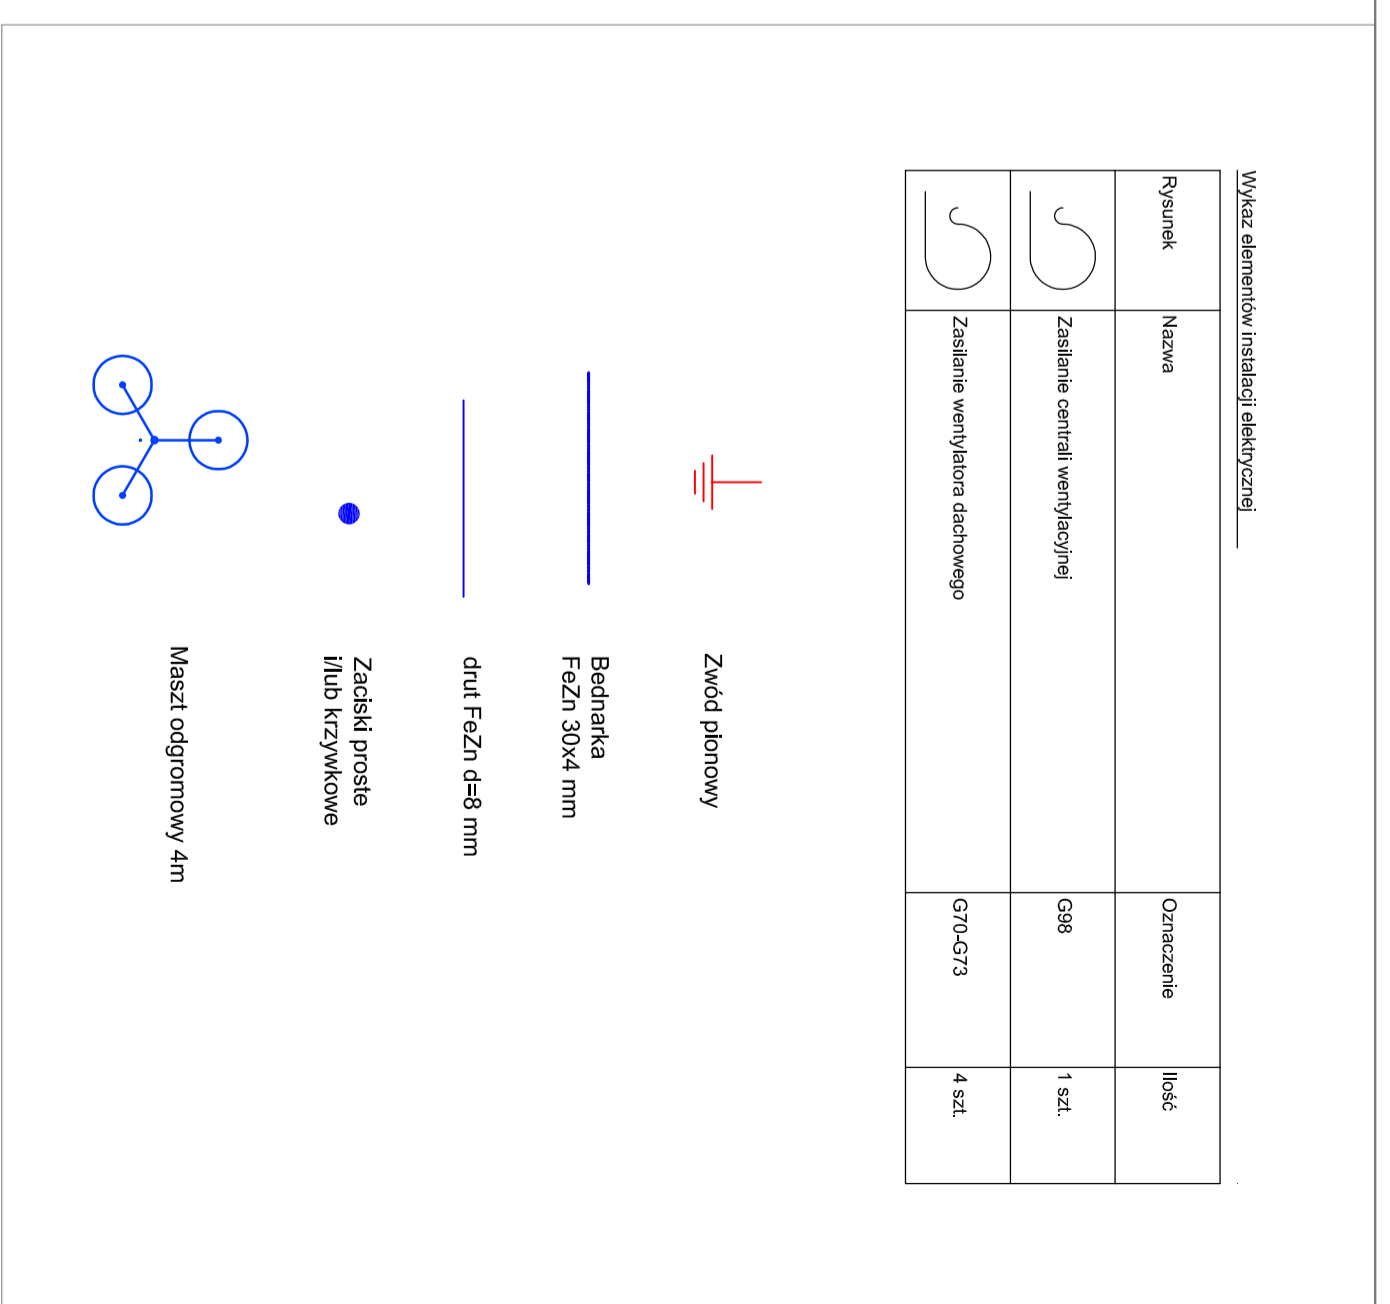 Wykaz elementów instalacji elektrycznej
Rysunek Nazwa Oznaczenie Ilość
Zasilanie centrali wentylacyjnej G98 1 szt.
Zasilanie wentylatora dachowego G70-G73 4 szt.
Zwód pionowy
Bednarka
FeZn 30x4 mm
drut FeZn d=8 mm
Zaciski proste
i/lub krzywkowe
Maszt odgromowy 4m